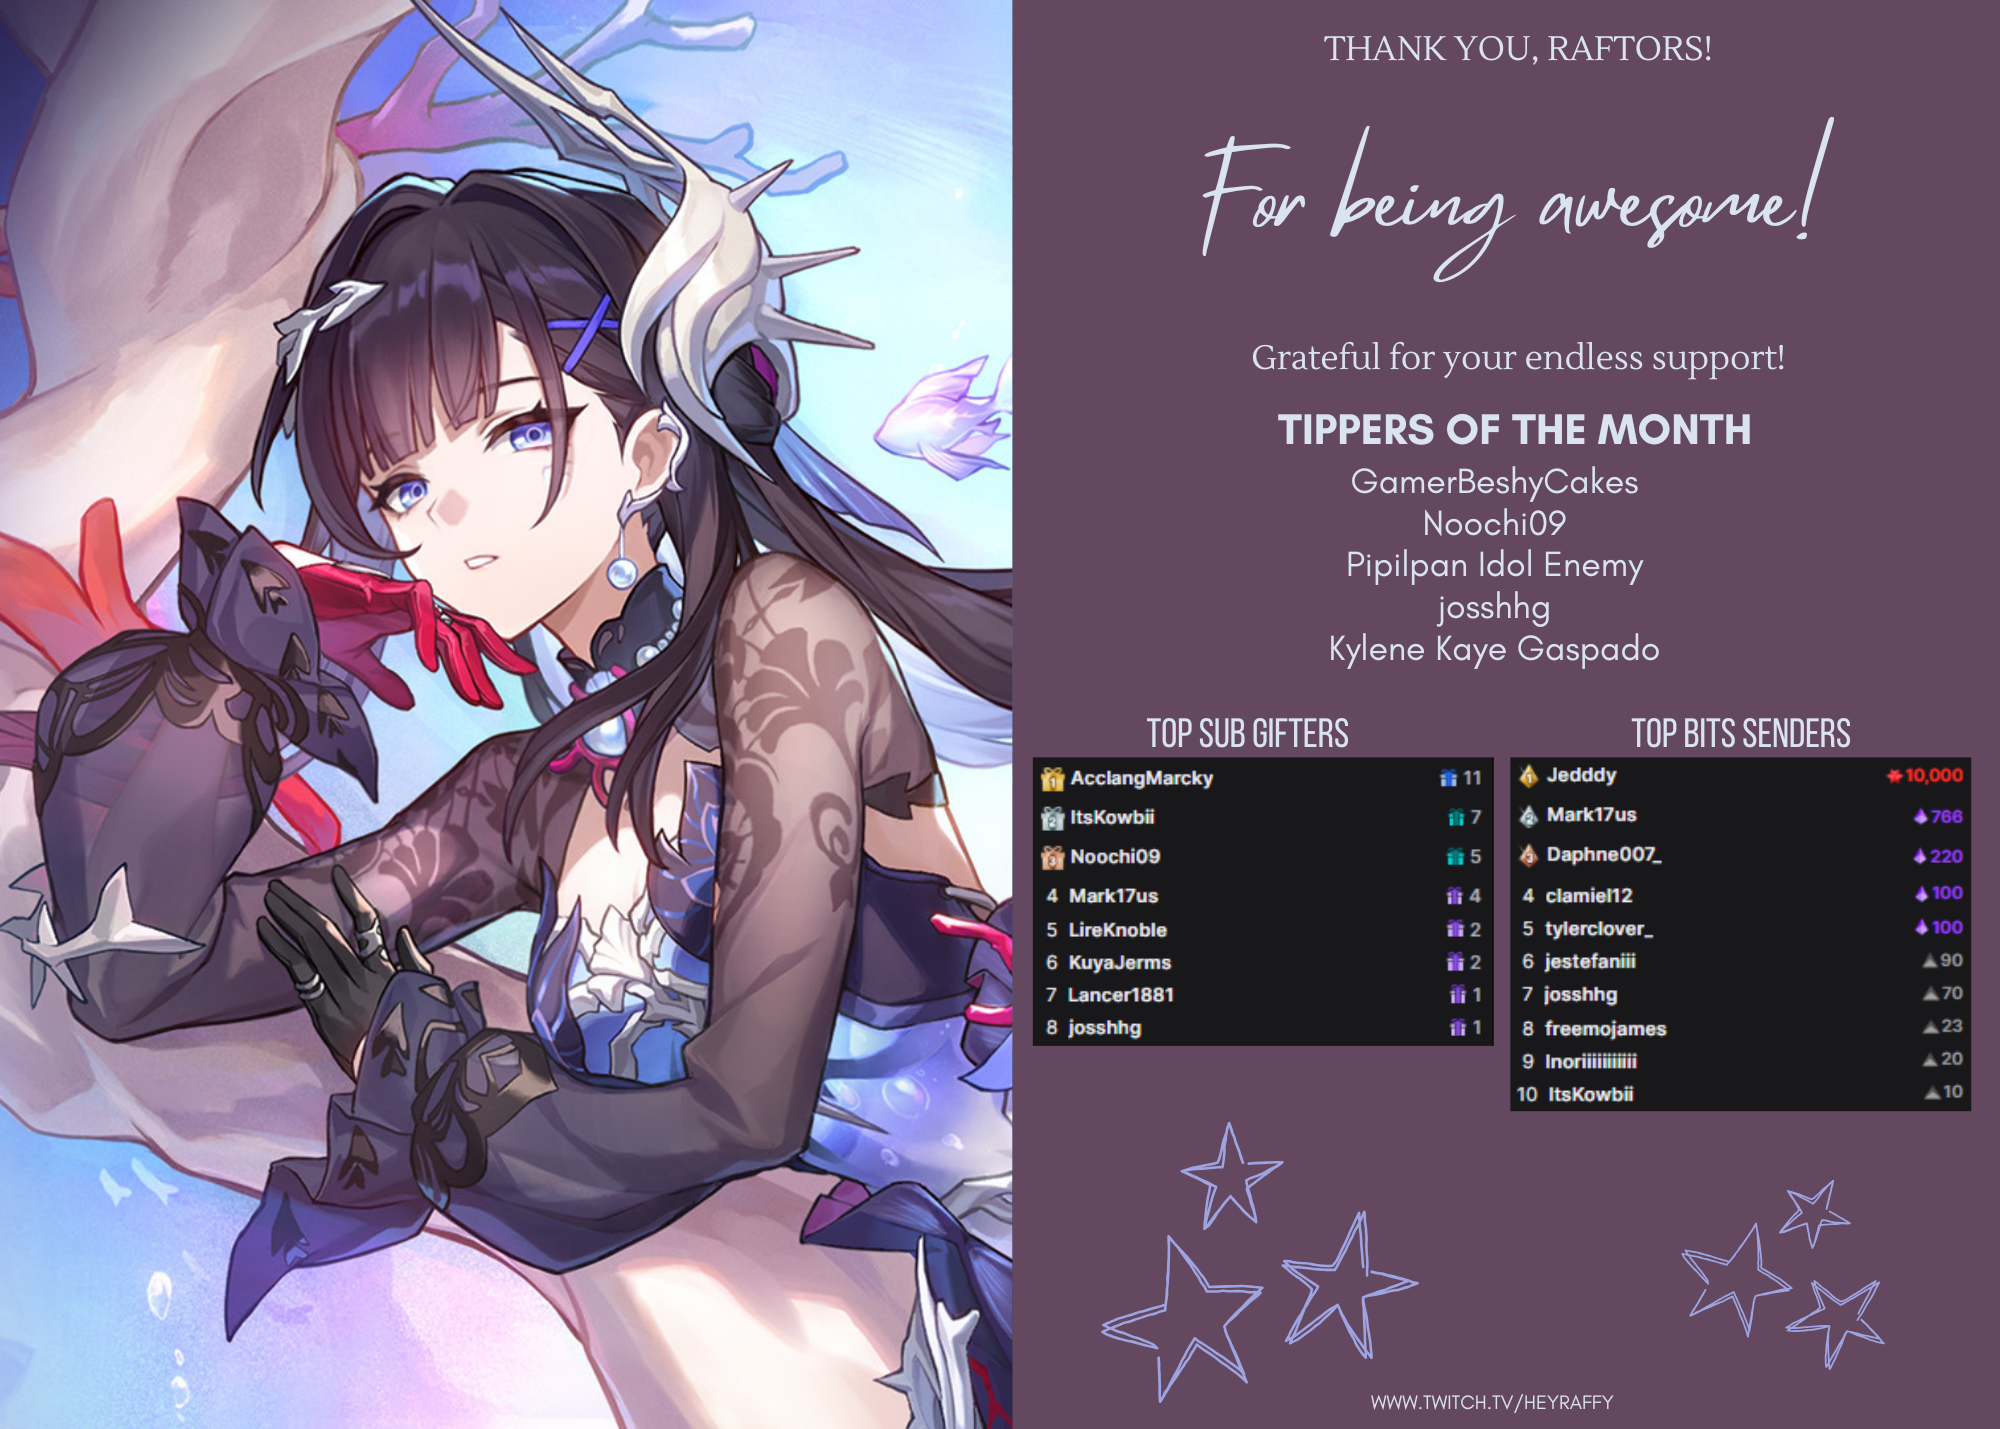 THANK YOU, RAFTORS!
For being awesome!
Grateful for your endless support!
TIPPERS OF THE MONTH
GamerBeshyCakes
Noochi09
Pipilpan Idol Enemy
josshhg
Kylene Kaye Gaspado
TOP SUB GIFTERS
1 AcclangMarcky 11
2 ItsKowbii 7
3 Noochi09 5
4 Mark17us 4
5 LireKnoble 2
6 KuyaJerms 2
7 Lancer1881 1
8 josshhg 1
TOP BITS SENDERS
1 Jedddy 10,000
2 Mark17us 766
3 Daphne007_ 220
4 clamiel12 100
5 tylerclover_ 100
6 jestefaniii 90
7 josshhg 70
8 freemojames 23
9 Inoriiiiiiiiiii 20
10 ItsKowbii 10
WWW.TWITCH.TV/HEYRAFFY